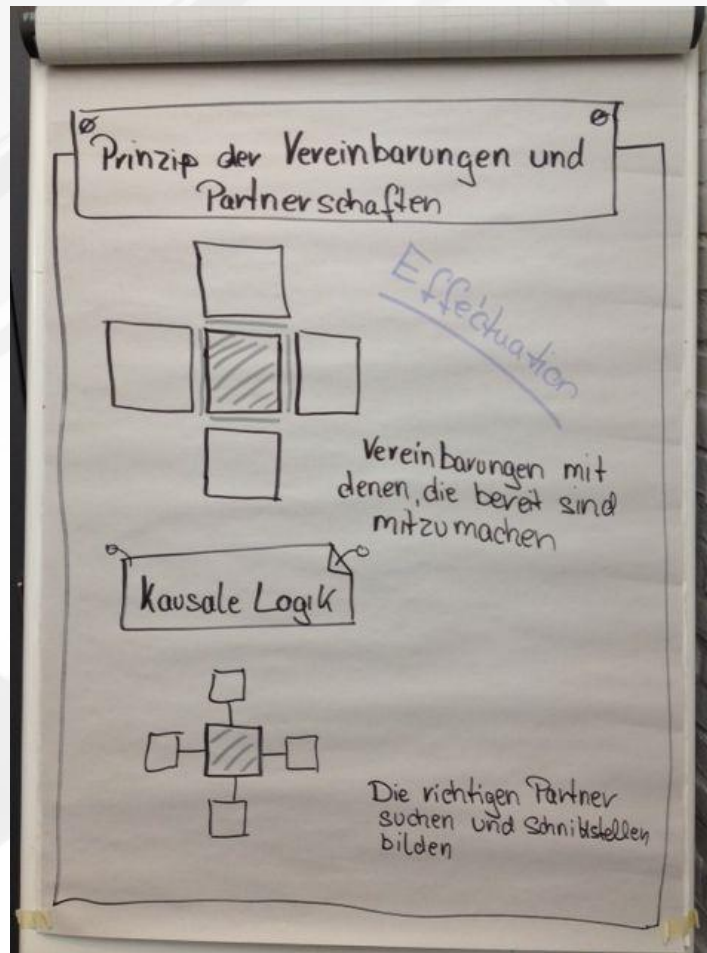 Prinzip der Vereinbarungen und
Partnerschaften
Effectuation
Vereinbarungen mit
denen, die bereit sind
mitzumachen
Kausale Logik
Die richtigen Partner
suchen und Schnittstellen
bilden